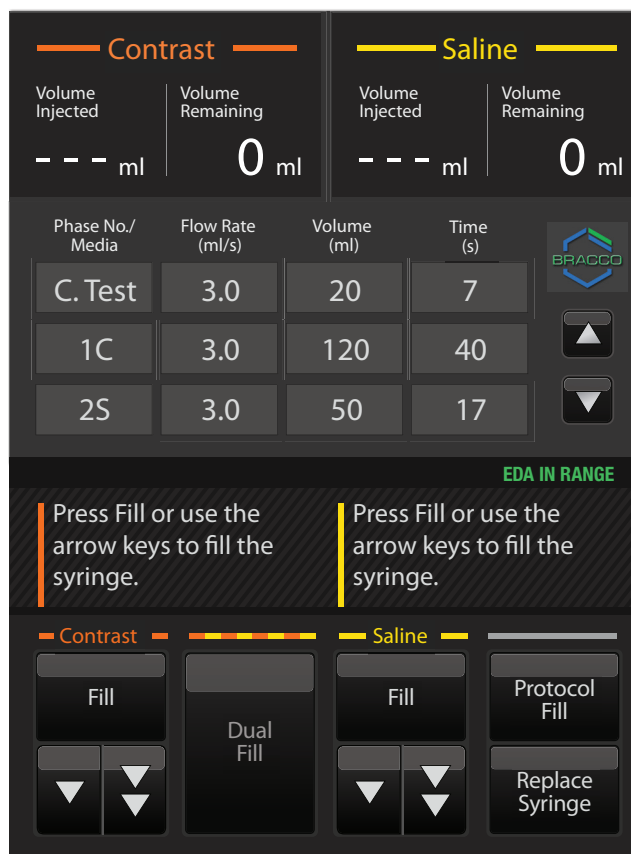 Contrast
Saline
Volume Injected
Volume Remaining
Volume Injected
Volume Remaining
--- ml
0 ml
--- ml
0 ml
Phase No./ Media
Flow Rate (ml/s)
Volume (ml)
Time (s)
BRACCO
C. Test 3.0 20 7
1C 3.0 120 40
2S 3.0 50 17
EDA IN RANGE
Press Fill or use the
arrow keys to fill the
syringe.
Press Fill or use the
arrow keys to fill the
syringe.
Contrast
Saline
Fill
Dual
Fill
Fill
Protocol
Fill
Replace
Syringe